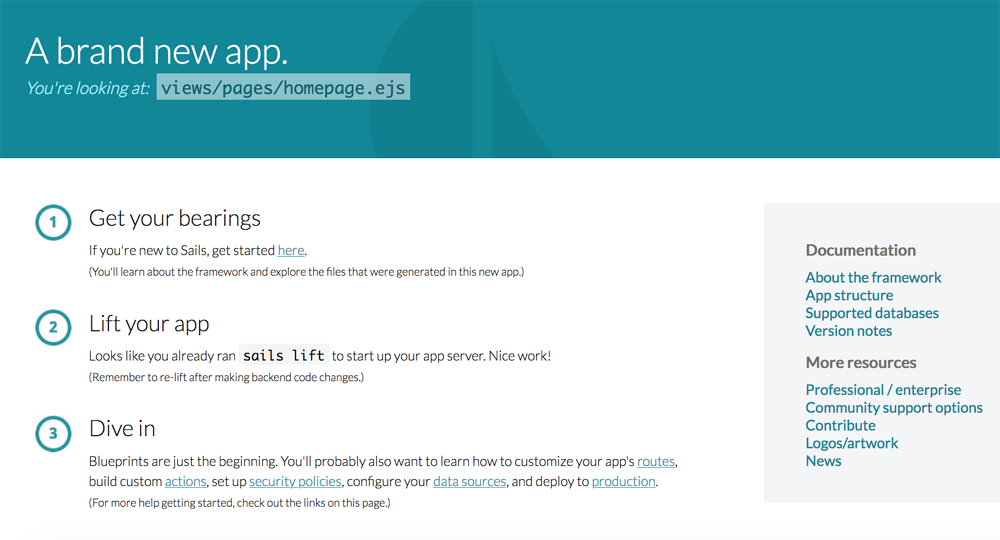 A brand new app.
You're looking at: views/pages/homepage.ejs
1
Get your bearings
If you're new to Sails, get started here.
(You'll learn about the framework and explore the files that were generated in this new app.)
2
Lift your app
Looks like you already ran sails lift to start up your app server. Nice work!
(Remember to re-lift after making backend code changes.)
3
Dive in
Blueprints are just the beginning. You'll probably also want to learn how to customize your app's routes,
build custom actions, set up security policies, configure your data sources, and deploy to production.
(For more help getting started, check out the links on this page.)
Documentation
About the framework
App structure
Supported databases
Version notes
More resources
Professional / enterprise
Community support options
Contribute
Logos/artwork
News